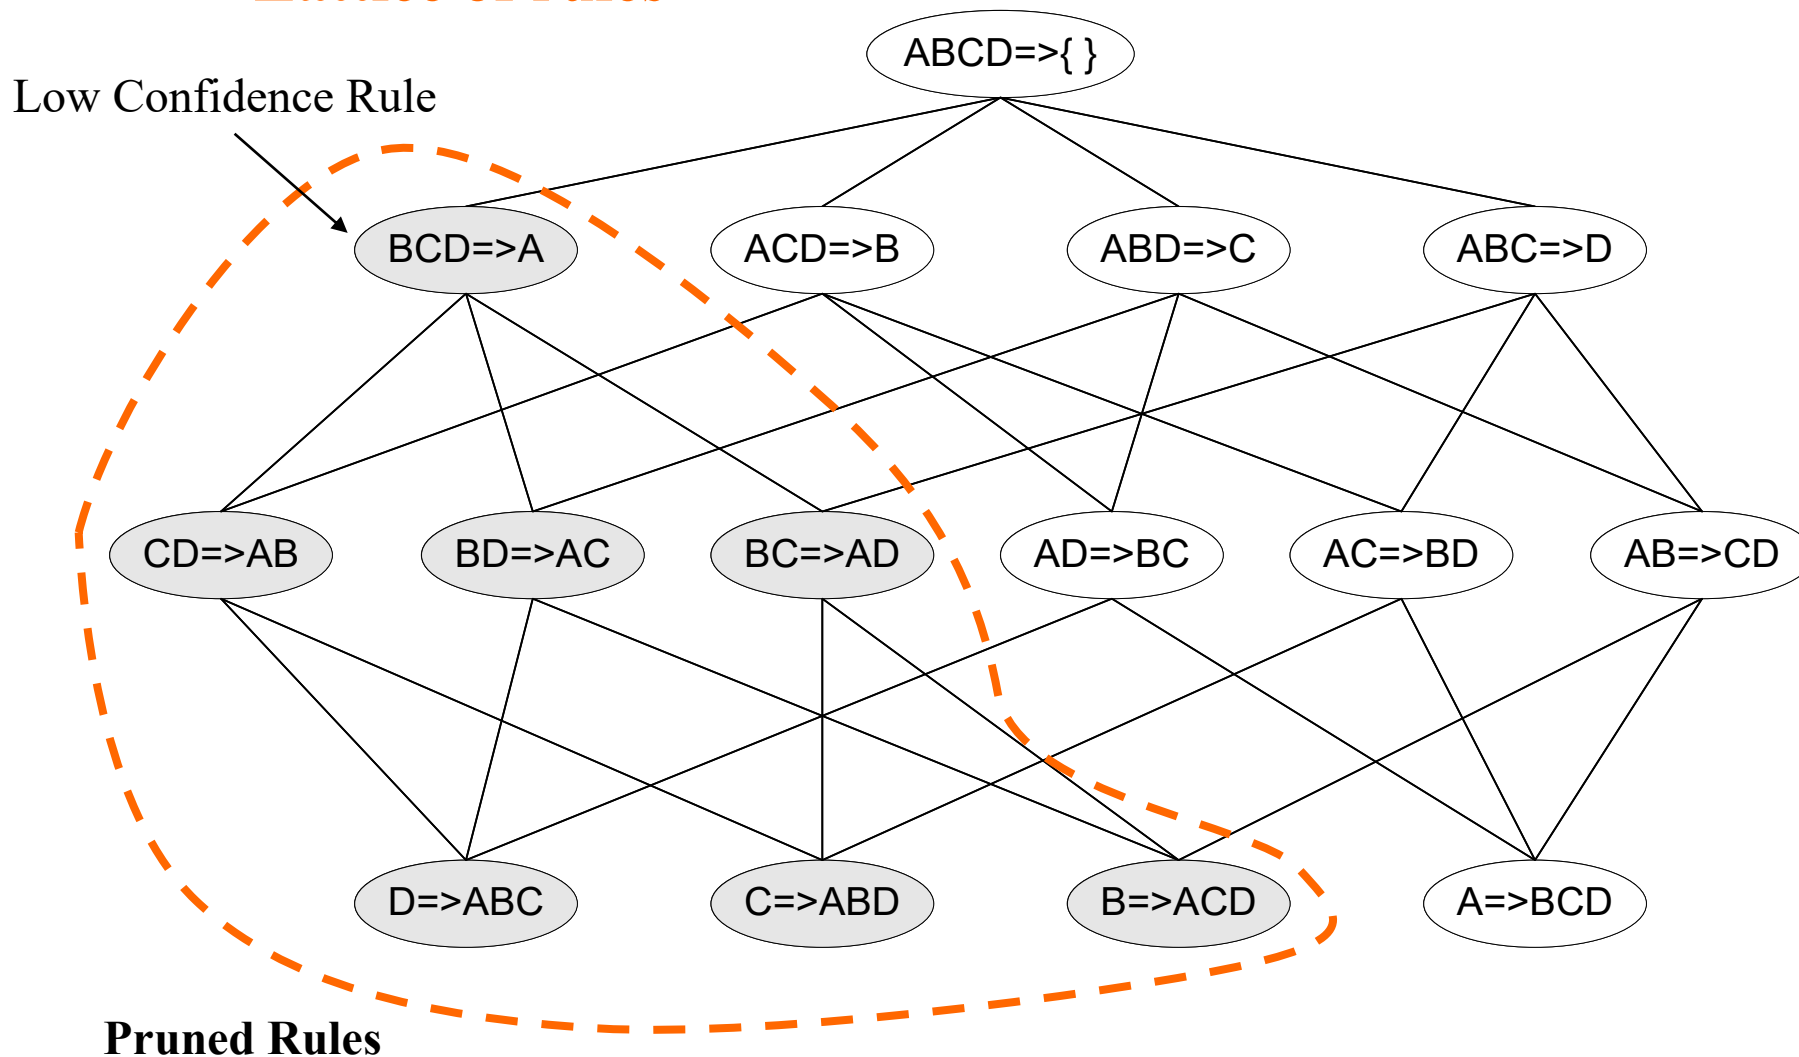 ABCD=>{ }
Low Confidence Rule
BCD=>A
ACD=>B
ABD=>C
ABC=>D
CD=>AB
BD=>AC
BC=>AD
AD=>BC
AC=>BD
AB=>CD
D=>ABC
C=>ABD
B=>ACD
A=>BCD
Pruned Rules